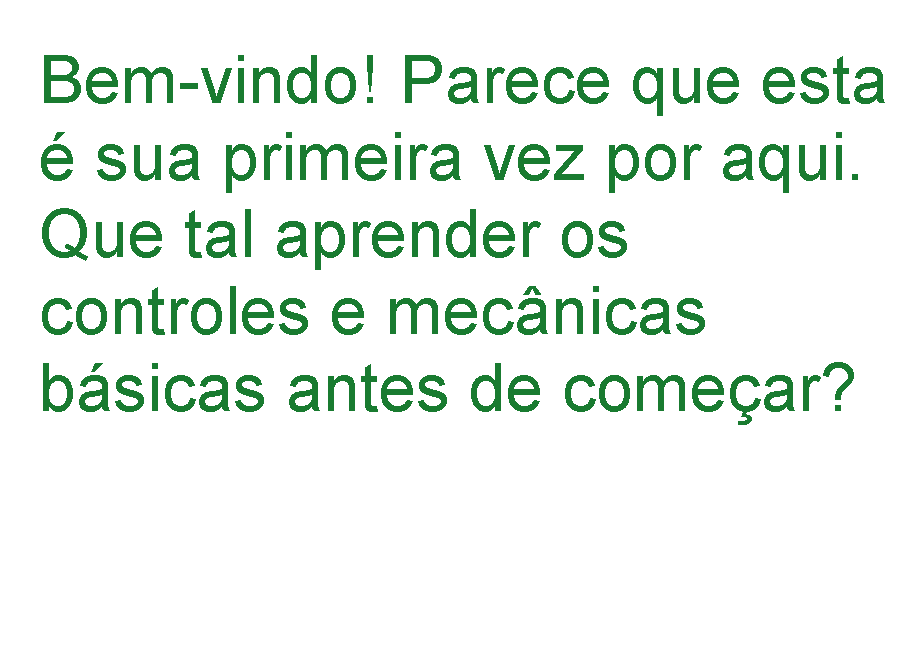 Bem-vindo! Parece que esta
é sua primeira vez por aqui.
Que tal aprender os
controles e mecânicas
básicas antes de começar?